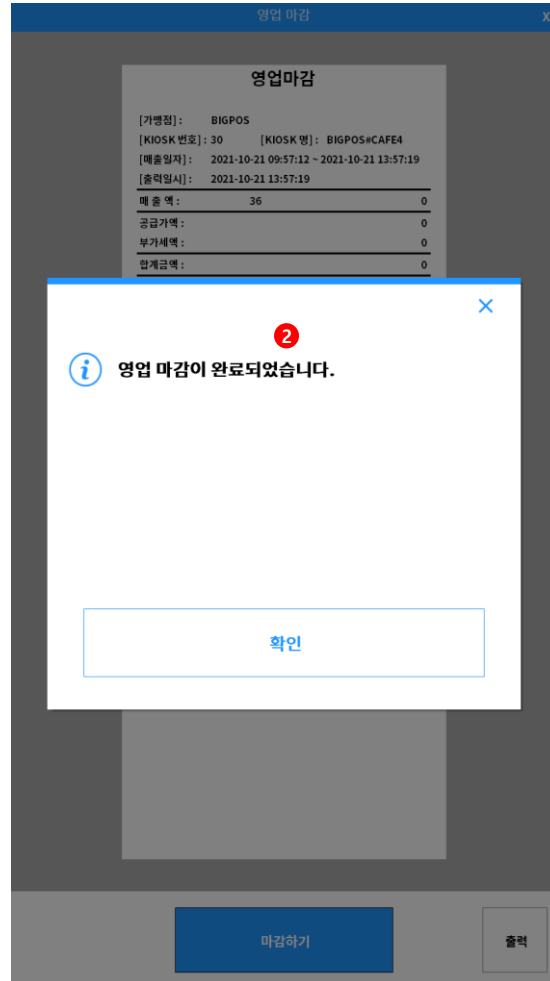 영업 마감 X
영업마감
[가맹점] : BIGPOS
[KIOSK 번호] : 30 [KIOSK 명] : BIGPOS#CAFE4
[매출일자] : 2021-10-21 09:57:12 ~ 2021-10-21 13:57:19
[출력일시] : 2021-10-21 13:57:19
매 출 액 : 36 0
공급가액 : 0
부가세액 : 0
합계금액 : 0
2
영업 마감이 완료되었습니다.
확인
마감하기 출력